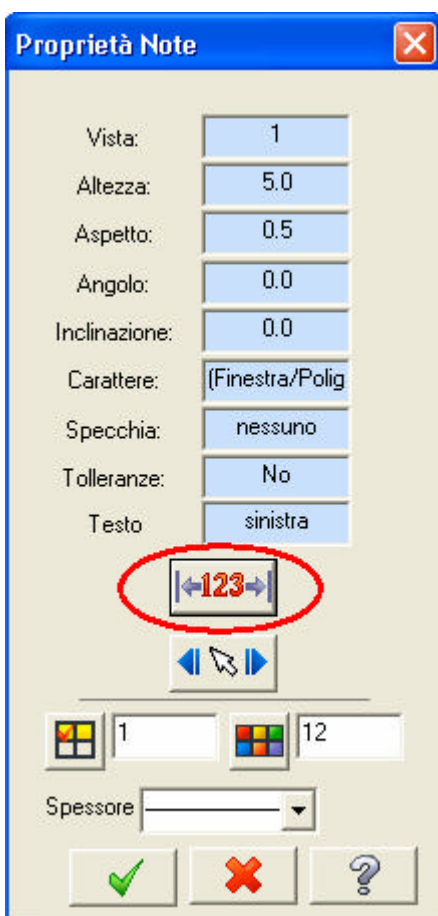 Proprietà Note
Vista: 1
Altezza: 5.0
Aspetto: 0.5
Angolo: 0.0
Inclinazione: 0.0
Carattere: (Finestra/Polig
Specchia: nessuno
Tolleranze: No
Testo sinistra
123
1 12
Spessore